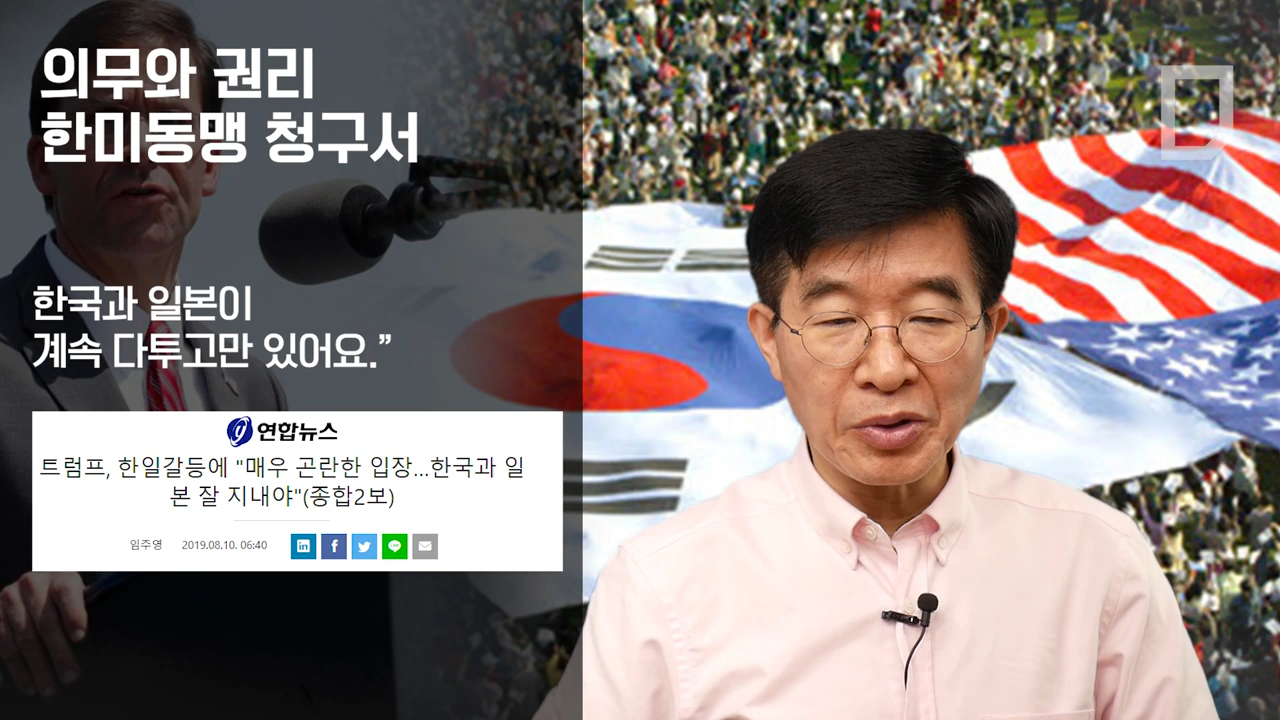 의무와 권리
한미동맹 청구서
한국과 일본이
계속 다투고만 있어요.”
연합뉴스
트럼프, 한일갈등에 "매우 곤란한 입장...한국과 일
본 잘 지내야"(종합2보)
임주영 2019.08.10. 06:40